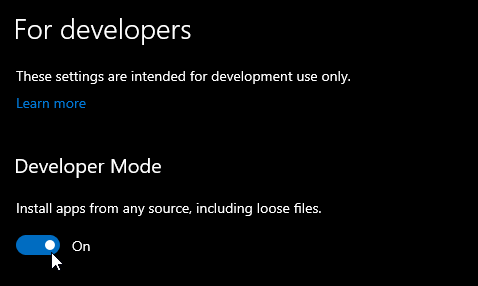 For developers
These settings are intended for development use only.
Learn more
Developer Mode
Install apps from any source, including loose files.
On